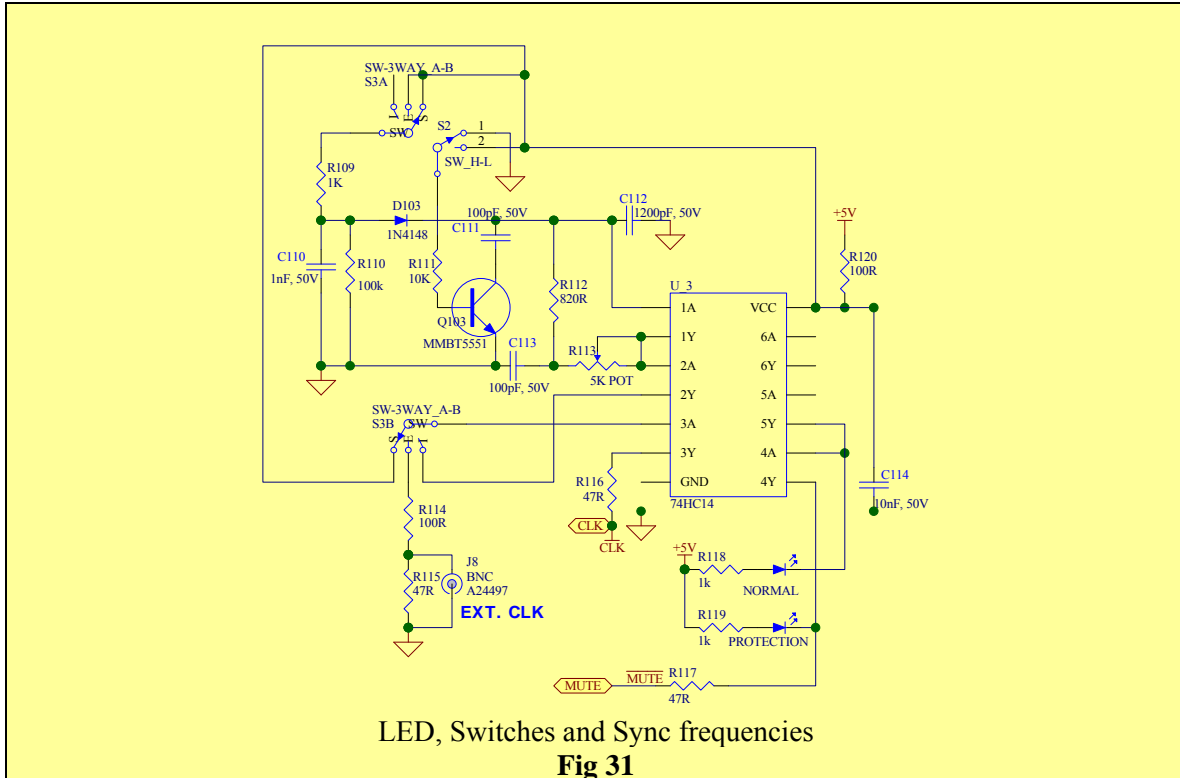 SW-3WAY_A-B
S3A
I
E
S
SW
S2
1
2
SW_H-L
R109
1K
D103
1N4148
100pF, 50V
C111
C112
1200pF, 50V
+5V
R120
100R
C110
1nF, 50V
R110
100k
R111
10K
R112
820R
Q103
MMBT5551
C113
100pF, 50V
R113
5K POT
U_3
1A
1Y
2A
2Y
3A
3Y
GND
VCC
6A
6Y
5A
5Y
4A
4Y
74HC14
SW-3WAY_A-B
S3B
SW
S
E
I
R116
47R
C114
10nF, 50V
CLK
CLK
R114
100R
R115
47R
J8
BNC
A24497
EXT. CLK
+5V
R118
1k
NORMAL
R119
1k
PROTECTION
MUTE
MUTE
R117
47R
LED, Switches and Sync frequencies
Fig 31